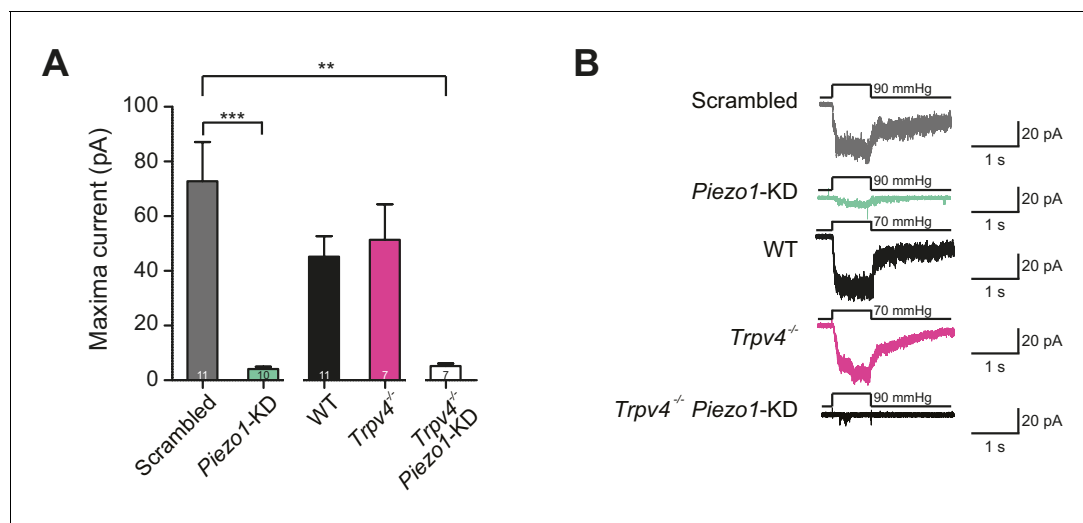 A
B
**
***
Maxima current (pA)
100
80
60
40
20
0
11
10
11
7
7
Scrambled
Piezo1-KD
WT
Trpv4-/-
Trpv4-/-
Piezo1-KD
Scrambled
90 mmHg
20 pA
1 s
Piezo1-KD
90 mmHg
20 pA
1 s
WT
70 mmHg
20 pA
1 s
Trpv4-/-
70 mmHg
20 pA
1 s
Trpv4-/- Piezo1-KD
90 mmHg
20 pA
1 s